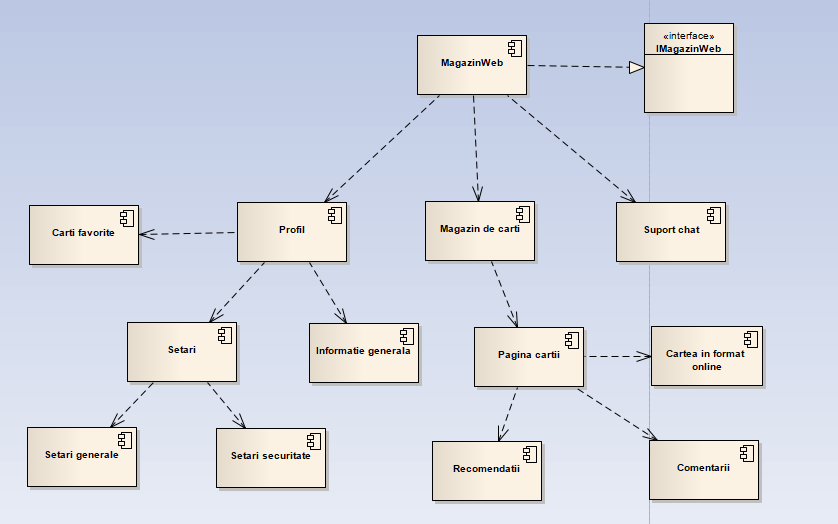 «interface»
IMagazinWeb
MagazinWeb
Carti favorite
Profil
Magazin de carti
Suport chat
Setari
Informatie generala
Pagina cartii
Cartea in format
online
Setari generale
Setari securitate
Recomendatii
Comentarii